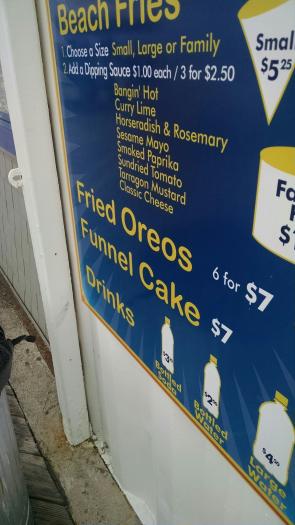 Beach Fries
1. Choose a Size Small, Large or Family
2. Add a Dipping Sauce $1.00 each / 3 for $2.50
Bangin' Hot
Curry Lime
Horseradish & Rosemary
Sesame Mayo
Smoked Paprika
Sundried Tomato
Tarragon Mustard
Classic Cheese
Small
$5.25
Fried Oreos 6 for $7
Funnel Cake $7
Drinks
Bottled
Soda
Bottled
Water
Large
Water